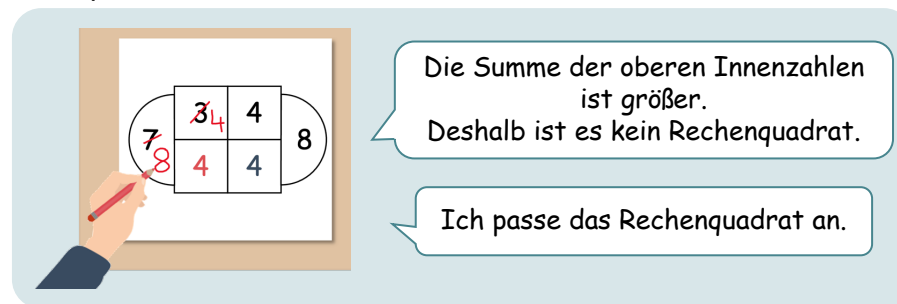 Die Summe der oberen Innenzahlen
ist größer.
Deshalb ist es kein Rechenquadrat.
3 4 4
7 8 8
4 4
Ich passe das Rechenquadrat an.